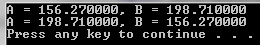 A = 156.270000, B = 198.710000
A = 198.710000, B = 156.270000
Press any key to continue . . .